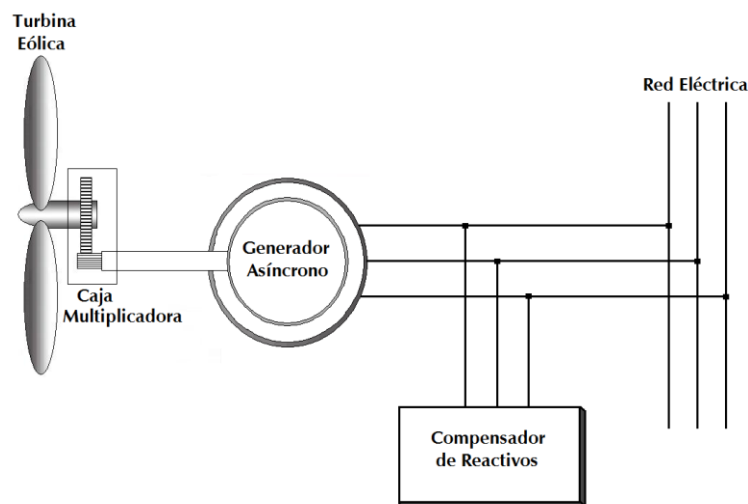 Turbina
Eólica
Red Eléctrica
Generador
Asíncrono
Caja
Multiplicadora
Compensador
de Reactivos